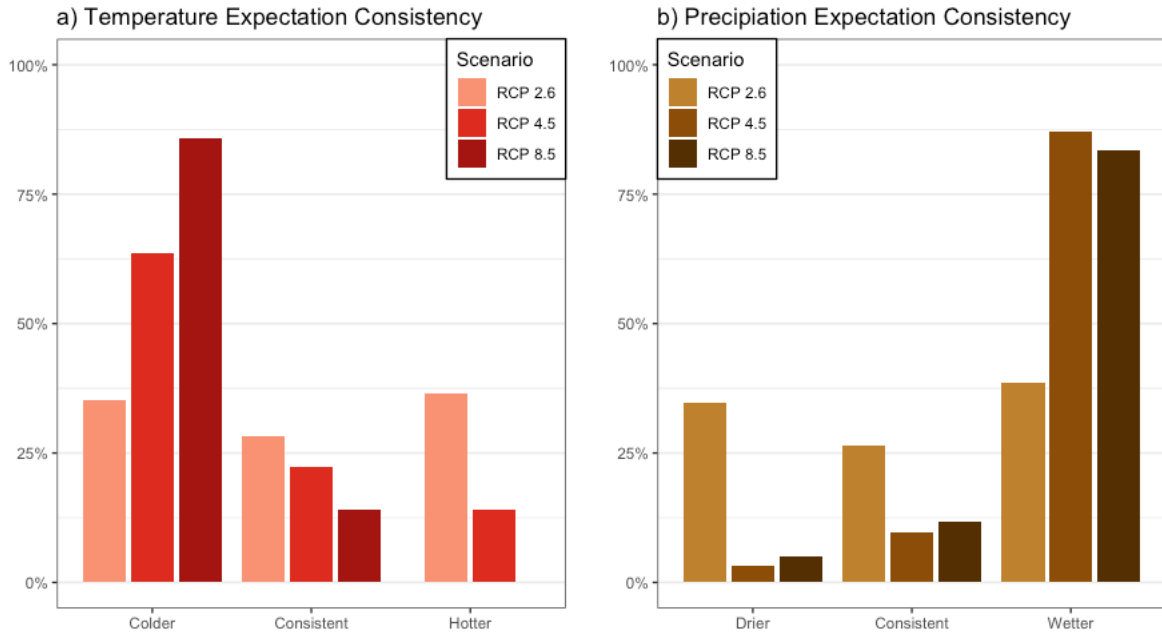 a) Temperature Expectation Consistency
Scenario
RCP 2.6
RCP 4.5
RCP 8.5
100%
75%
50%
25%
0%
Colder Consistent Hotter
b) Precipiation Expectation Consistency
Scenario
RCP 2.6
RCP 4.5
RCP 8.5
100%
75%
50%
25%
0%
Drier Consistent Wetter